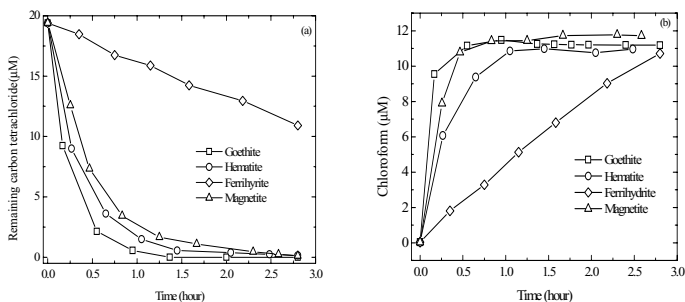 20
15
10
5
0
Remaining carbon tetrachloride (μM)
(a)
Goethite
Hematite
Ferrihyrite
Magnetite
0.0 0.5 1.0 1.5 2.0 2.5 3.0
Time (hour)
12
10
8
6
4
2
0
Chloroform (μM)
(b)
Goethite
Hematite
Ferrihydrite
Magnetite
0.0 0.5 1.0 1.5 2.0 2.5 3.0
Time (hour)